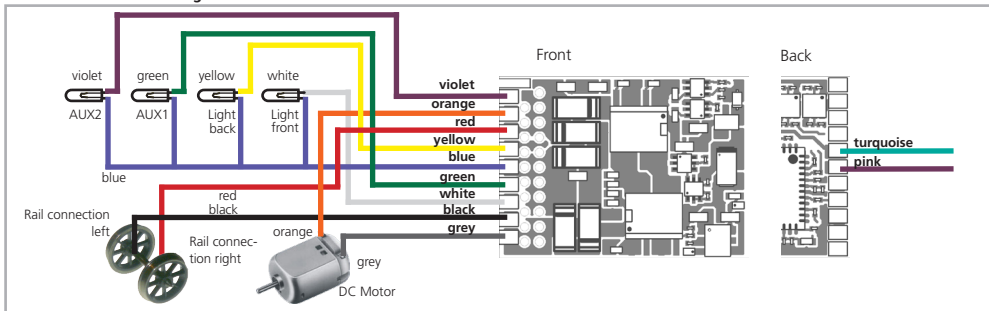 Front
Back
violet
green
yellow
white
AUX2
AUX1
Light
back
Light
front
blue
violet
orange
red
yellow
blue
green
white
black
grey
turquoise
pink
red
black
Rail connection
left
Rail connec-
tion right
orange
grey
DC Motor